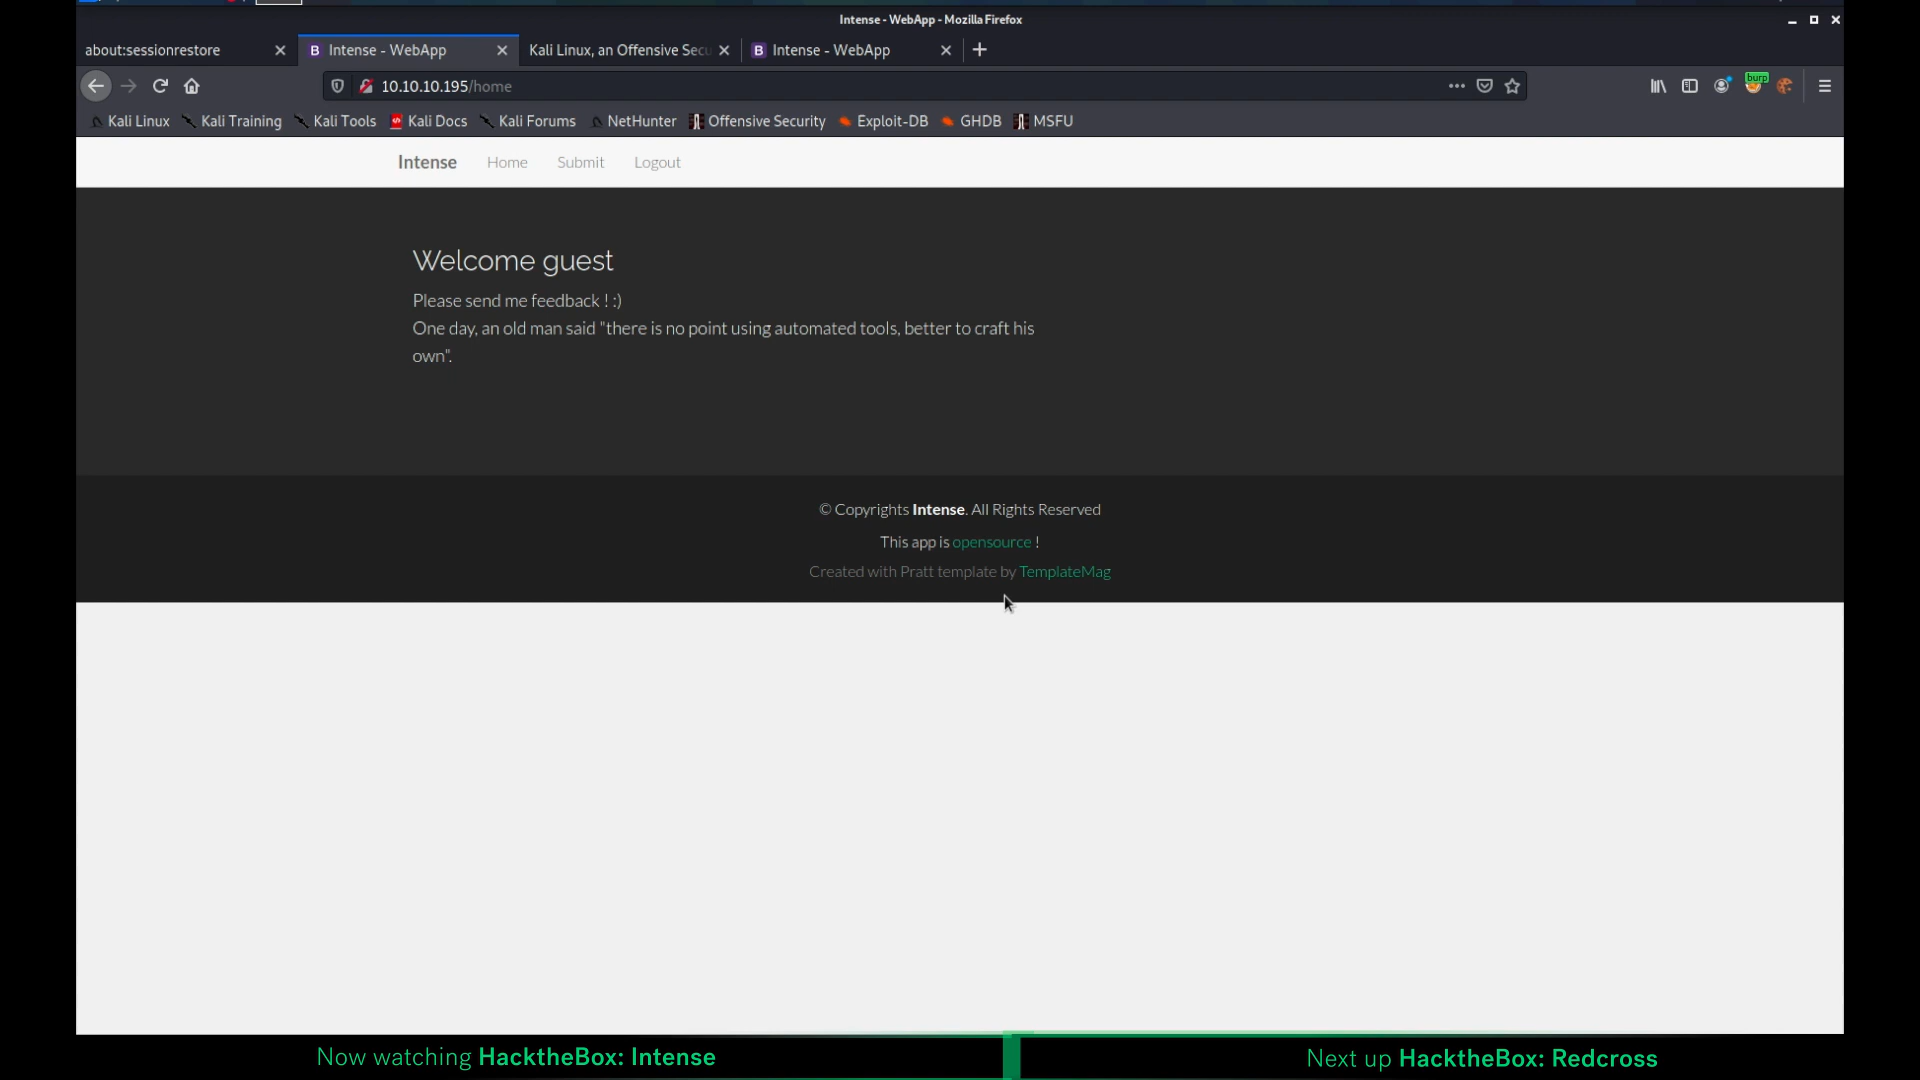 Intense - WebApp - Mozilla Firefox
about:sessionrestore
B Intense - WebApp
Kali Linux, an Offensive Secu
B Intense - WebApp
10.10.10.195/home
burp
Kali Linux Kali Training Kali Tools Kali Docs Kali Forums NetHunter Offensive Security Exploit-DB GHDB MSFU
Intense Home Submit Logout
Welcome guest
Please send me feedback ! :)
One day, an old man said "there is no point using automated tools, better to craft his
own".
© Copyrights Intense. All Rights Reserved
This app is opensource !
Created with Pratt template by TemplateMag
Now watching HacktheBox: Intense
Next up HacktheBox: Redcross